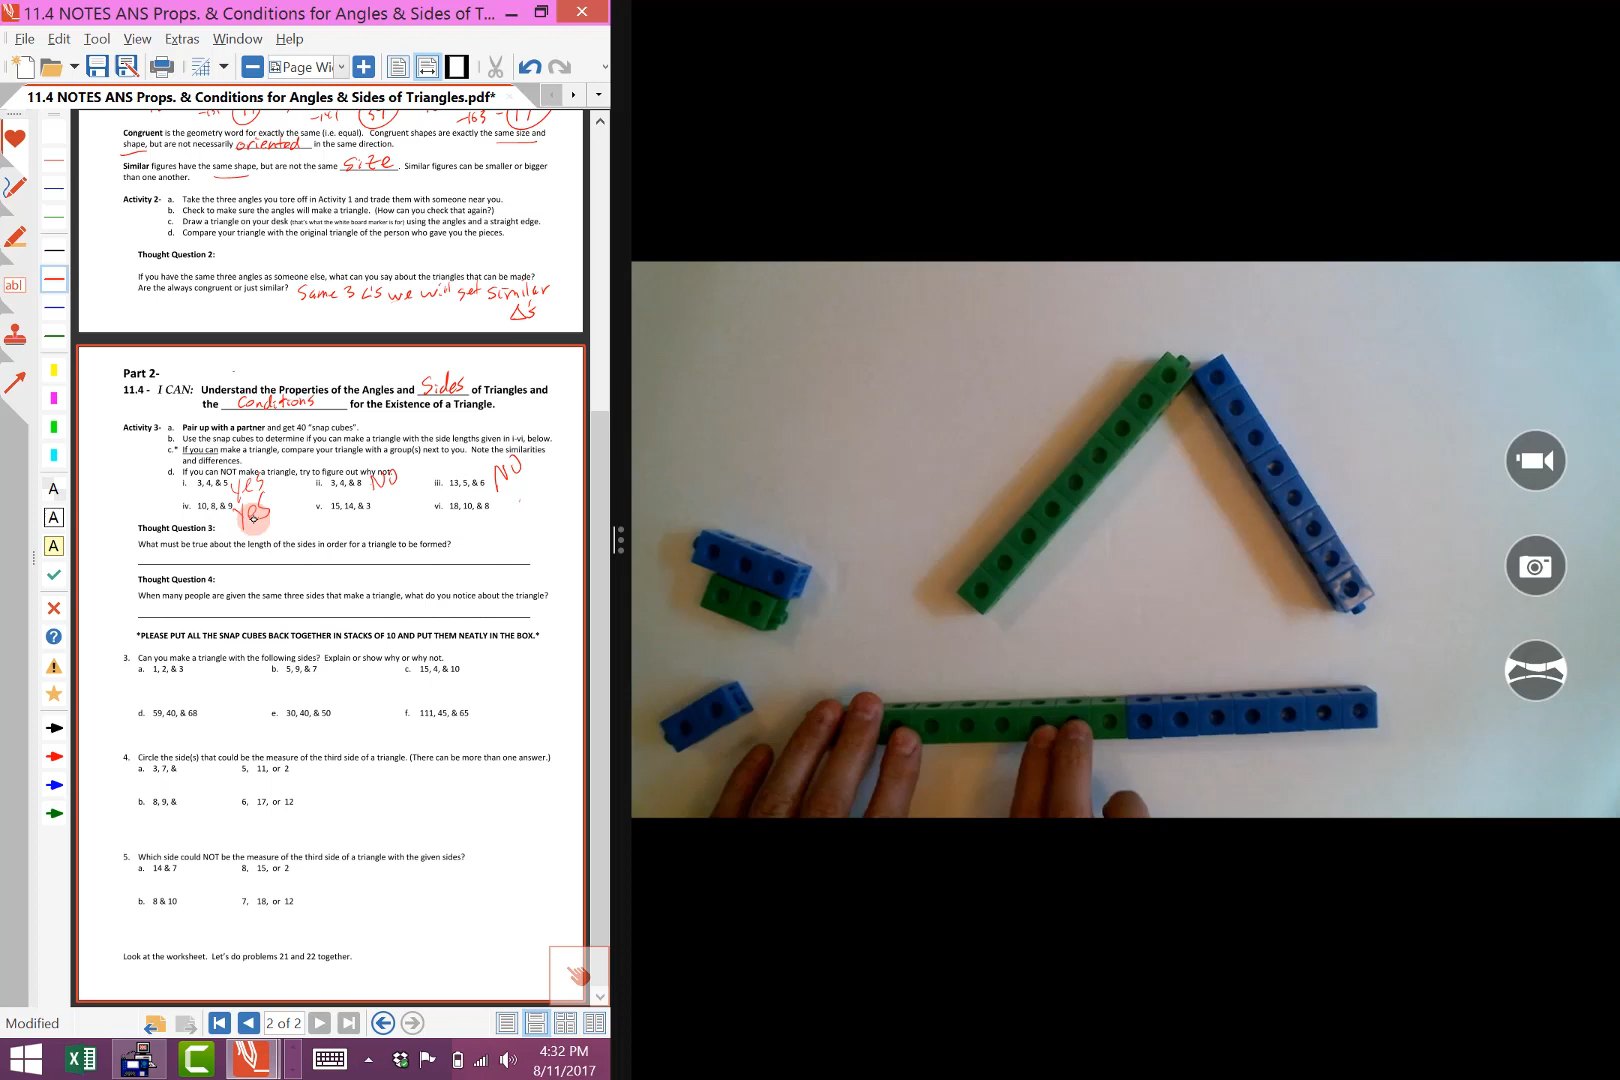 11.4 NOTES ANS Props. & Conditions for Angles & Sides of T...
File Edit Tool View Extras Window Help
Page Wi
11.4 NOTES ANS Props. & Conditions for Angles & Sides of Triangles.pdf*
Congruent is the geometry word for exactly the same (i.e. equal). Congruent shapes are exactly the same size and
shape, but are not necessarily oriented in the same direction.
Similar figures have the same shape, but are not the same size. Similar figures can be smaller or bigger
than one another.
Activity 2- a. Take the three angles you tore off in Activity 1 and trade them with someone near you.
b. Check to make sure the angles will make a triangle. (How can you check that again?)
c. Draw a triangle on your desk (that's what the white board marker is for) using the angles and a straight edge.
d. Compare your triangle with the original triangle of the person who gave you the pieces.
Thought Question 2:
If you have the same three angles as someone else, what can you say about the triangles that can be made?
Are the always congruent or just similar? Same 3 ∠'s we will get similar
Δ's
Part 2-
11.4 - I CAN: Understand the Properties of the Angles and Sides of Triangles and
the Conditions for the Existence of a Triangle.
Activity 3- a. Pair up with a partner and get 40 "snap cubes".
b. Use the snap cubes to determine if you can make a triangle with the side lengths given in i-vi, below.
c.* If you can make a triangle, compare your triangle with a group(s) next to you. Note the similarities
and differences.
d. If you can NOT make a triangle, try to figure out why not.
i. 3, 4, & 5 yes ii. 3, 4, & 8 NO iii. 13, 5, & 6 NO
iv. 10, 8, & 9 yes v. 15, 14, & 3 vi. 18, 10, & 8
Thought Question 3:
What must be true about the length of the sides in order for a triangle to be formed?
Thought Question 4:
When many people are given the same three sides that make a triangle, what do you notice about the triangle?
*PLEASE PUT ALL THE SNAP CUBES BACK TOGETHER IN STACKS OF 10 AND PUT THEM NEATLY IN THE BOX.*
3. Can you make a triangle with the following sides? Explain or show why or why not.
a. 1, 2, & 3 b. 5, 9, & 7 c. 15, 4, & 10
d. 59, 40, & 68 e. 30, 40, & 50 f. 111, 45, & 65
4. Circle the side(s) that could be the measure of the third side of a triangle. (There can be more than one answer.)
a. 3, 7, & 5, 11, or 2
b. 8, 9, & 6, 17, or 12
5. Which side could NOT be the measure of the third side of a triangle with the given sides?
a. 14 & 7 8, 15, or 2
b. 8 & 10 7, 18, or 12
Look at the worksheet. Let's do problems 21 and 22 together.
abl
A
A
A
Modified 2 of 2
4:32 PM
8/11/2017